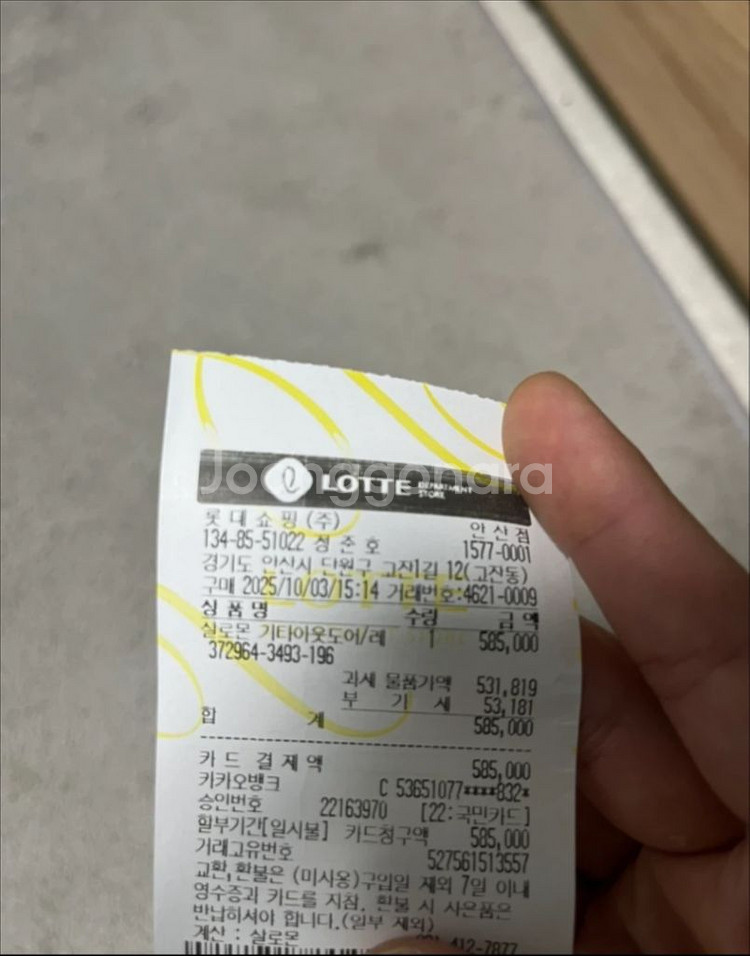 Joonggonara
LOTTE DEPARTMENT STORE
롯데쇼핑(주) 안산점
134-85-51022 정준호 1577-0001
경기도 안산시 단원구 고잔1길 12(고잔동)
구매 2025/10/03/15:14 거래번호:4621-0009
상품명 수량 금액
살로몬 기타아웃도어/레 1 585,000
372964-3493-196
과세 물품가액 531,819
부 가 세 53,181
합 계 585,000
카드 결제액 585,000
카카오뱅크 C 53651077****832*
승인번호 22163970 [22:국민카드]
할부기간[일시불] 카드청구액 585,000
거래고유번호 527561513557
교환,환불은 (미사용)구입일 제외 7일 이내
영수증과 카드를 지참, 환불 시 사은품은
반납하셔야 합니다.(일부 제외)
계산 : 살로몬 412-7877